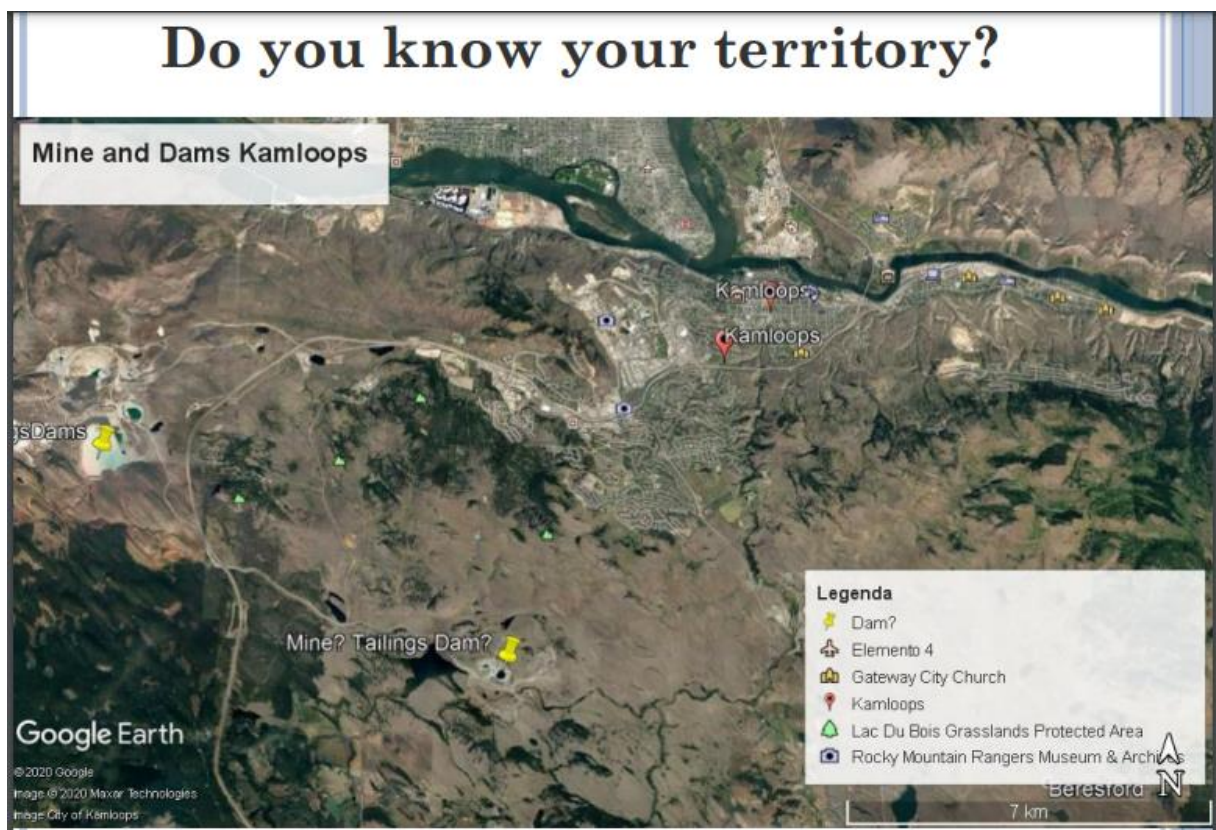 Do you know your territory?
Mine and Dams Kamloops
Kamloops
Kamloops
gsDams
Mine? Tailings Dam?
Legenda
Dam?
Elemento 4
Gateway City Church
Kamloops
Lac Du Bois Grasslands Protected Area
Rocky Mountain Rangers Museum & Archives
Beresford
N
7 km
Google Earth
©2020 Google
Image © 2020 Maxar Technologies
Image City of Kamloops